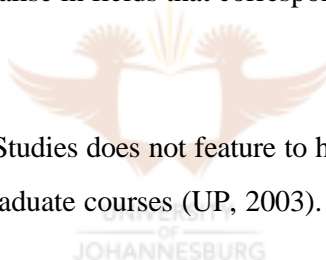 Studies does not feature to h
aduate courses (UP, 2003).
UNIVERSITY
OF
JOHANNESBURG